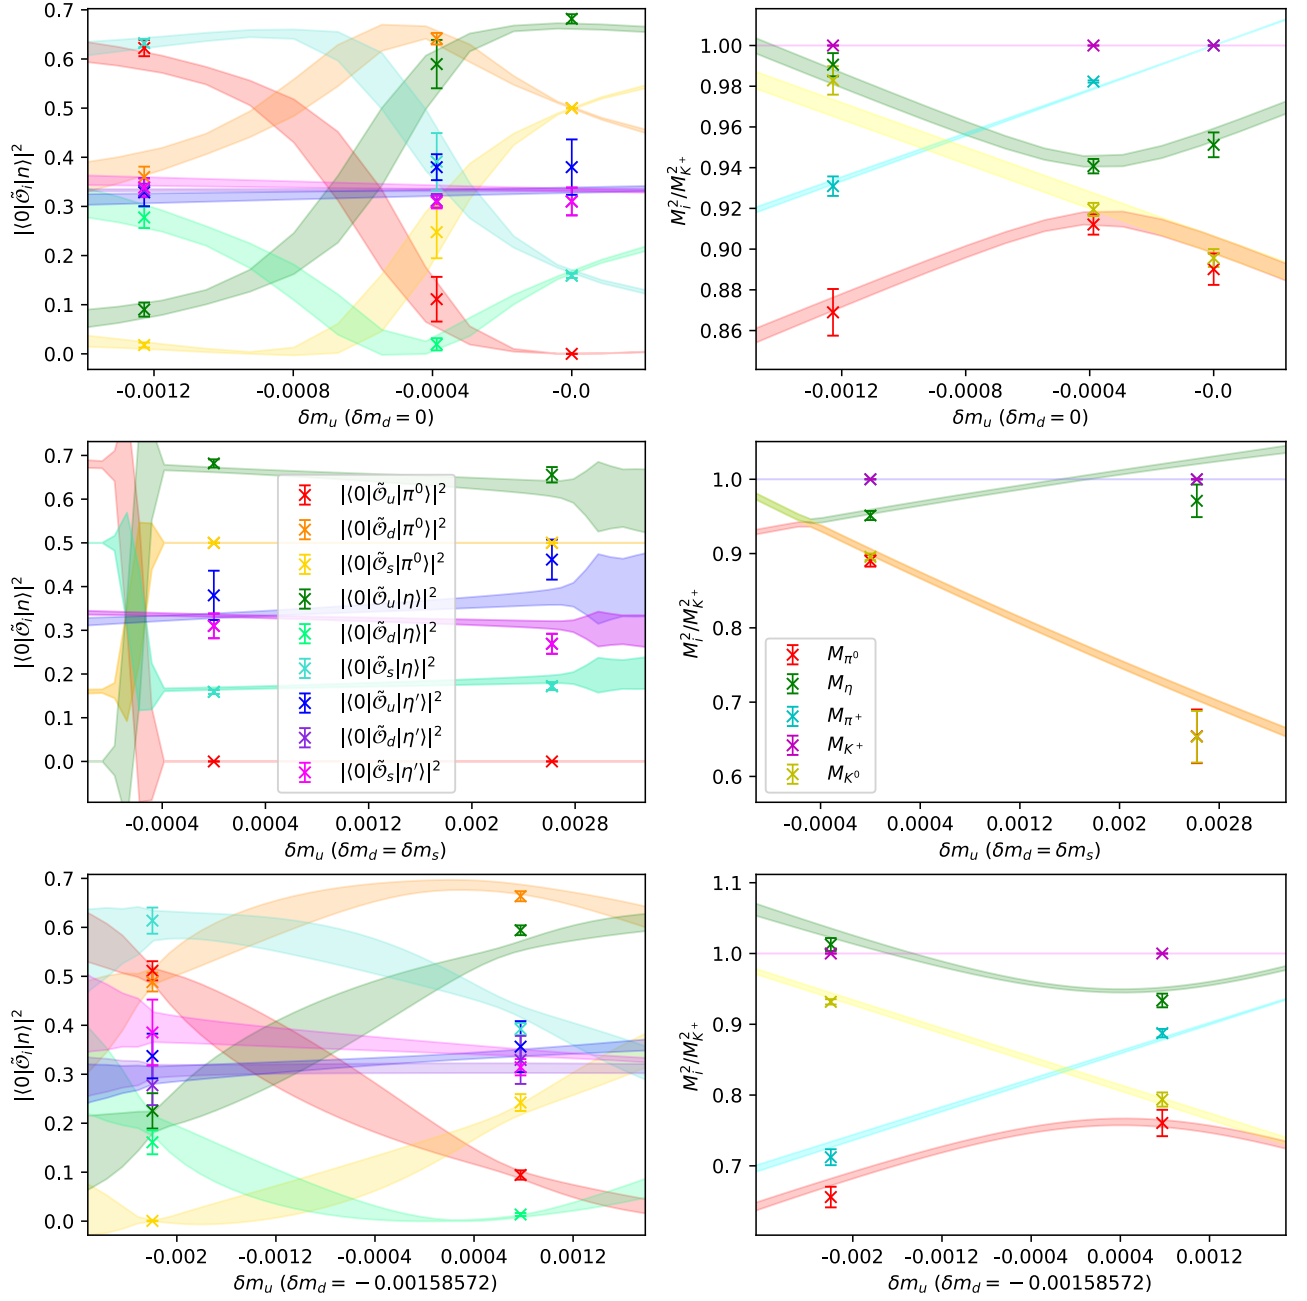 0.7
0.6
0.5
0.4
0.3
0.2
0.1
0.0
|⟨0|Õ_i|n⟩|²
-0.0012 -0.0008 -0.0004 -0.0
δm_u (δm_d = 0)
1.00
0.98
0.96
0.94
0.92
0.90
0.88
0.86
M_i²/M_{K⁺}²
-0.0012 -0.0008 -0.0004 -0.0
δm_u (δm_d = 0)
0.7
0.6
0.5
0.4
0.3
0.2
0.1
0.0
|⟨0|Õ_i|n⟩|²
|⟨0|Õ_u|π⁰⟩|²
|⟨0|Õ_d|π⁰⟩|²
|⟨0|Õ_s|π⁰⟩|²
|⟨0|Õ_u|η⟩|²
|⟨0|Õ_d|η⟩|²
|⟨0|Õ_s|η⟩|²
|⟨0|Õ_u|η′⟩|²
|⟨0|Õ_d|η′⟩|²
|⟨0|Õ_s|η′⟩|²
-0.0004 0.0004 0.0012 0.002 0.0028
δm_u (δm_d = δm_s)
1.0
0.9
0.8
0.7
0.6
M_i²/M_{K⁺}²
M_{π⁰}
M_η
M_{π⁺}
M_{K⁺}
M_{K⁰}
-0.0004 0.0004 0.0012 0.002 0.0028
δm_u (δm_d = δm_s)
0.7
0.6
0.5
0.4
0.3
0.2
0.1
0.0
|⟨0|Õ_i|n⟩|²
-0.002 -0.0012 -0.0004 0.0004 0.0012
δm_u (δm_d = −0.00158572)
1.1
1.0
0.9
0.8
0.7
M_i²/M_{K⁺}²
-0.002 -0.0012 -0.0004 0.0004 0.0012
δm_u (δm_d = −0.00158572)